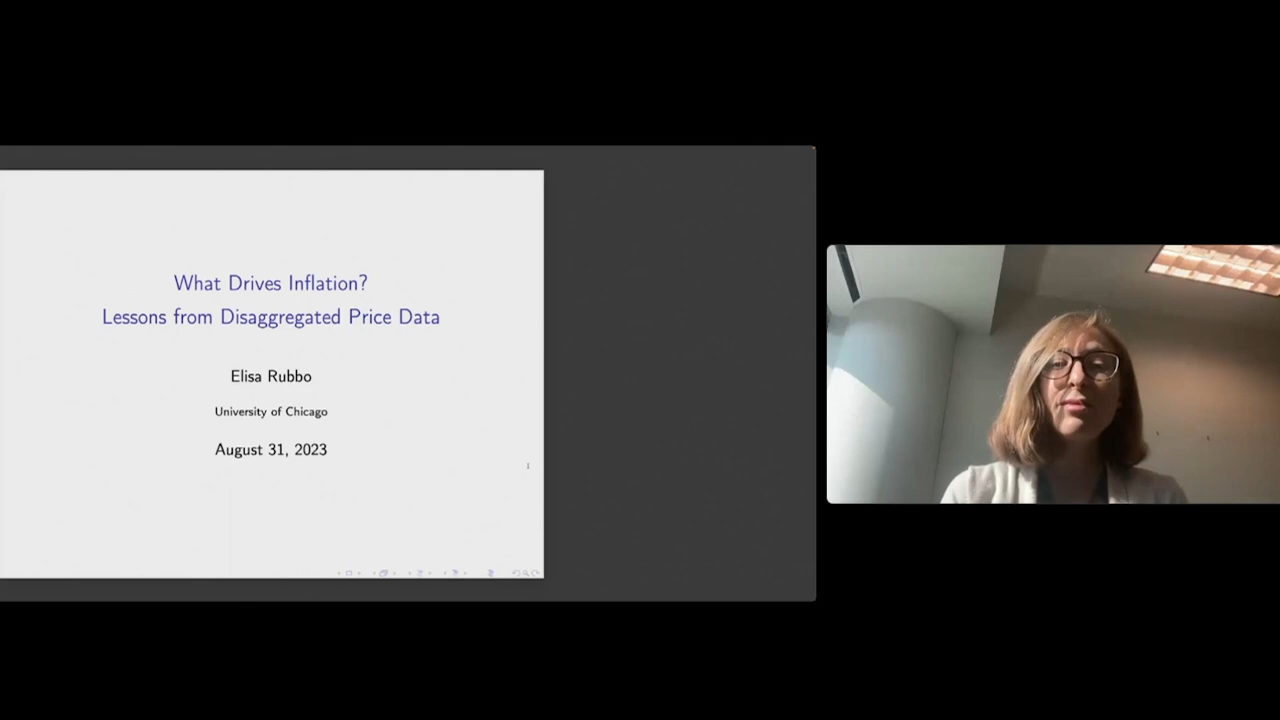 What Drives Inflation?
Lessons from Disaggregated Price Data
Elisa Rubbo
University of Chicago
August 31, 2023